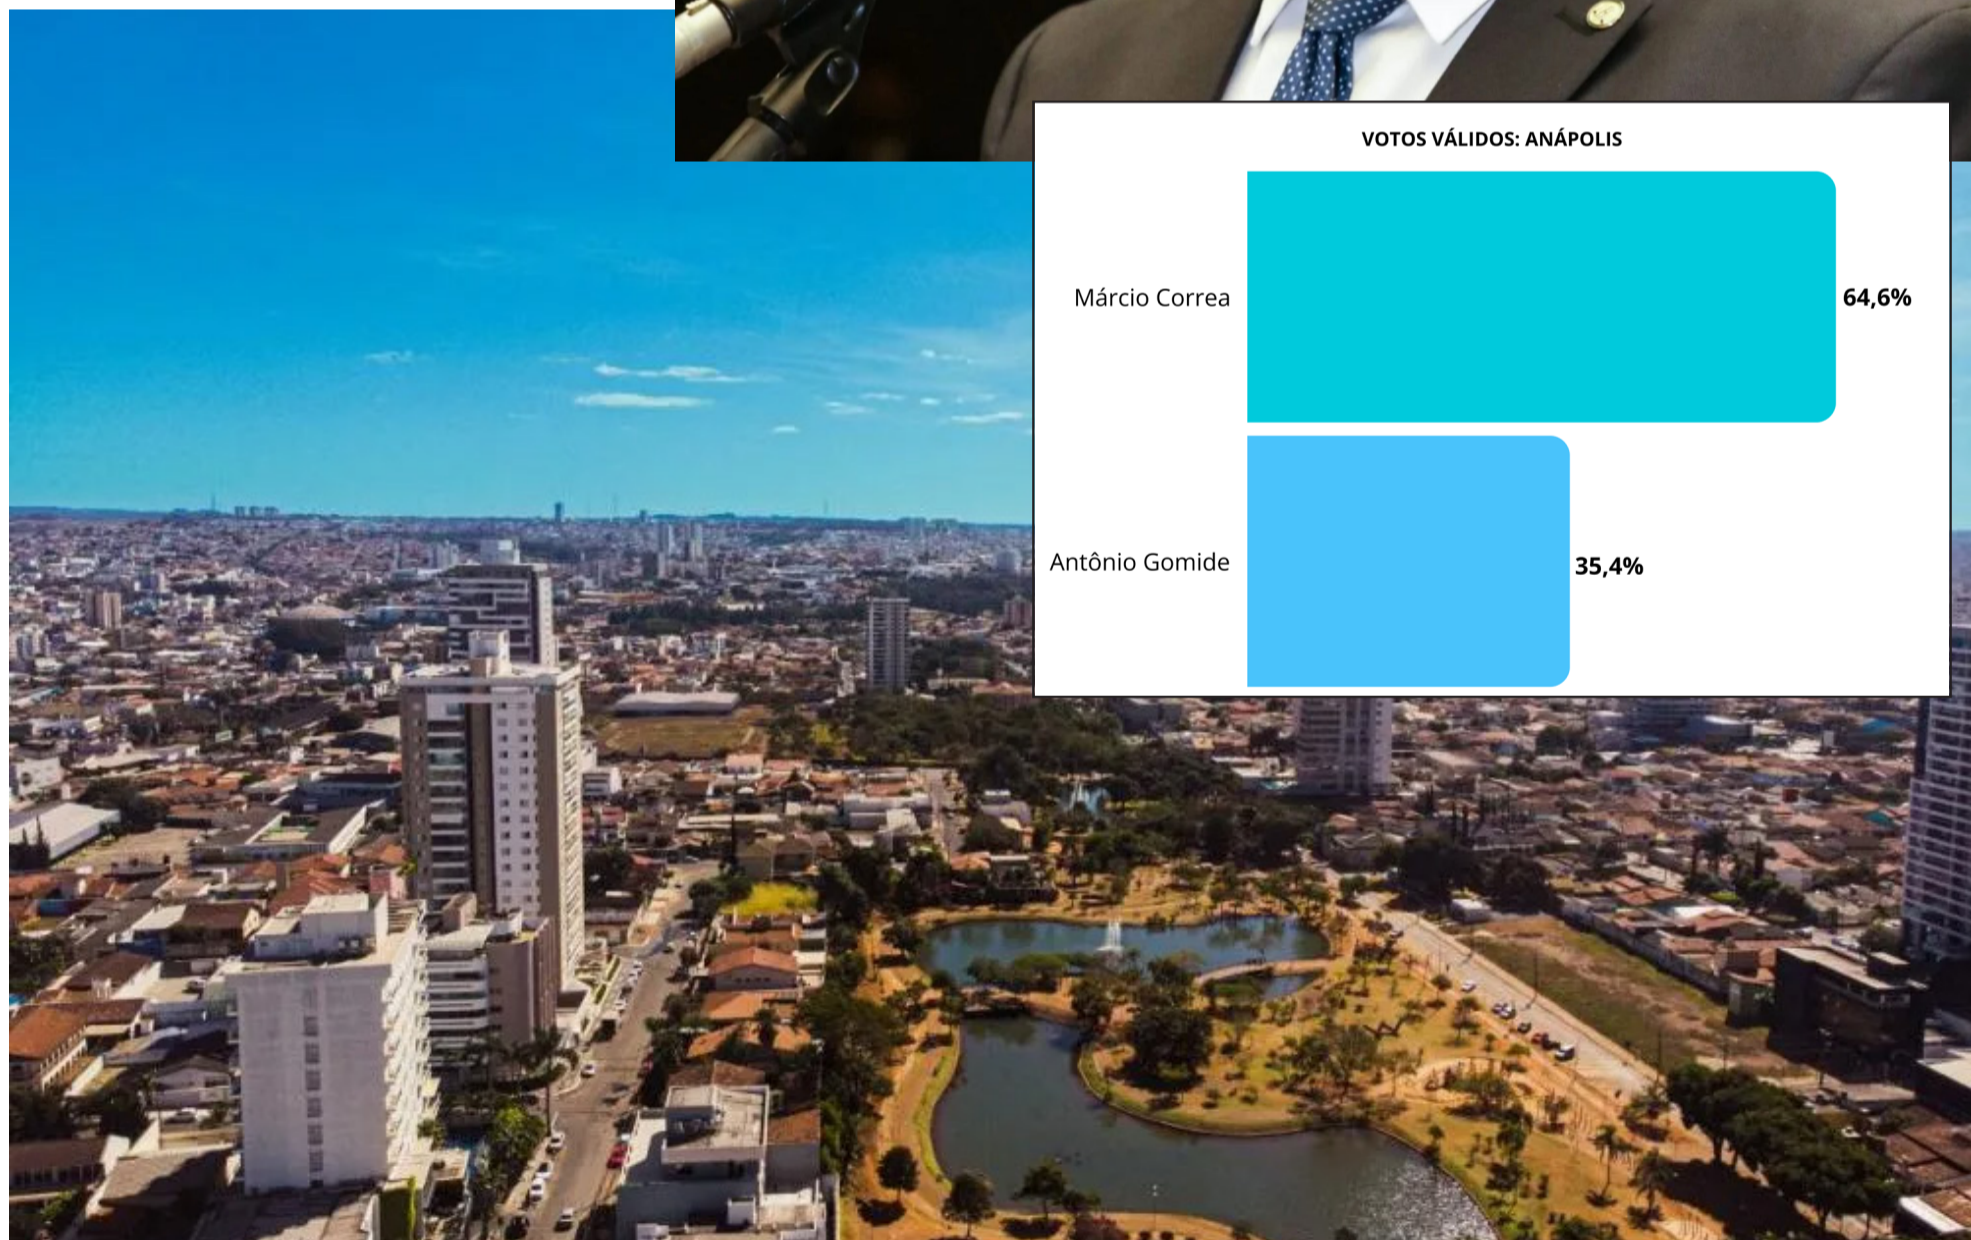 VOTOS VÁLIDOS: ANÁPOLIS
Márcio Correa
64,6%
Antônio Gomide
35,4%